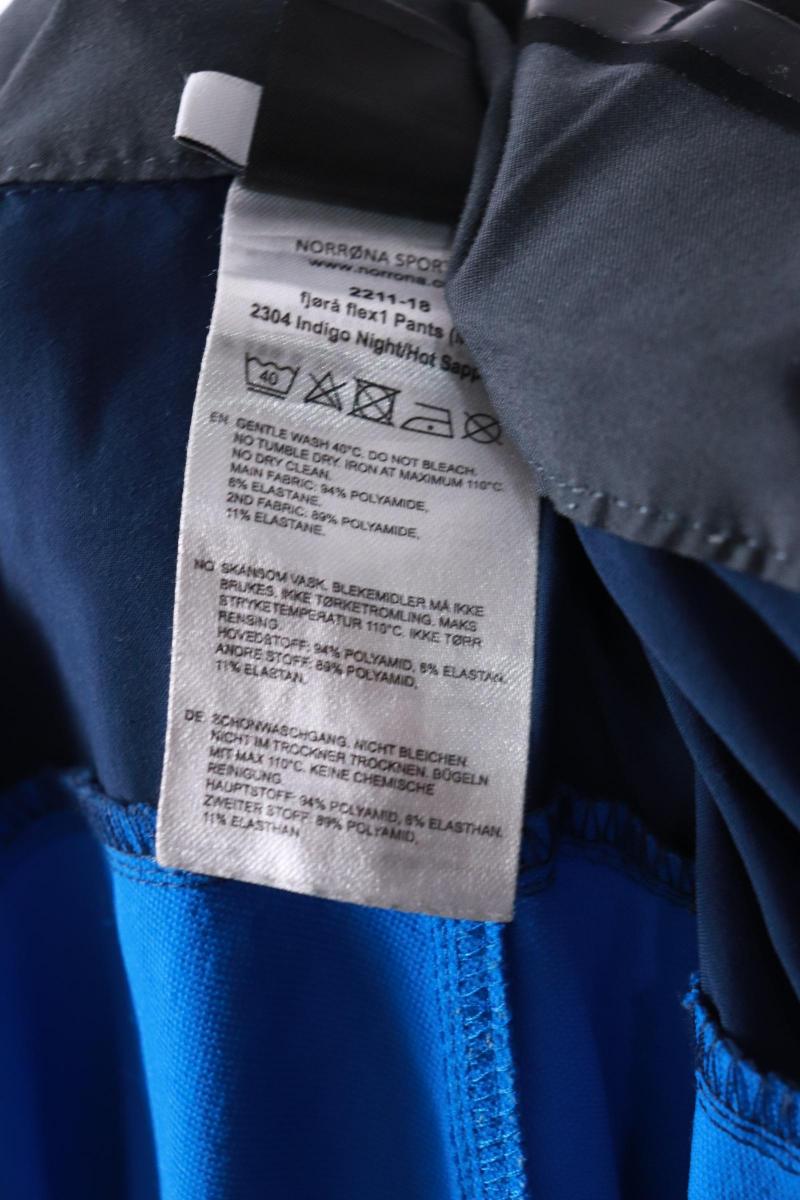 NORRØNA SPORT
www.norrona.c
2211-18
fjørå flex1 Pants (
2304 Indigo Night/Hot Sapp
40
EN GENTLE WASH 40°C. DO NOT BLEACH.
NO TUMBLE DRY. IRON AT MAXIMUM 110°C.
NO DRY CLEAN.
MAIN FABRIC: 94% POLYAMIDE,
6% ELASTANE.
2ND FABRIC: 89% POLYAMIDE,
11% ELASTANE.
NO SKÅNSOM VASK. BLEKEMIDLER MÅ IKKE
BRUKES. IKKE TØRKETROMLING. MAKS
STRYKETEMPERATUR 110°C. IKKE TØRR
RENSING.
HOVEDSTOFF: 94% POLYAMID, 6% ELASTAN.
ANDRE STOFF: 89% POLYAMID,
11% ELASTAN.
DE SCHONWASCHGANG. NICHT BLEICHEN.
NICHT IM TROCKNER TROCKNEN. BÜGELN
MIT MAX 110°C. KEINE CHEMISCHE
REINIGUNG.
HAUPTSTOFF: 94% POLYAMID, 6% ELASTHAN.
ZWEITER STOFF: 89% POLYAMID,
11% ELASTHAN